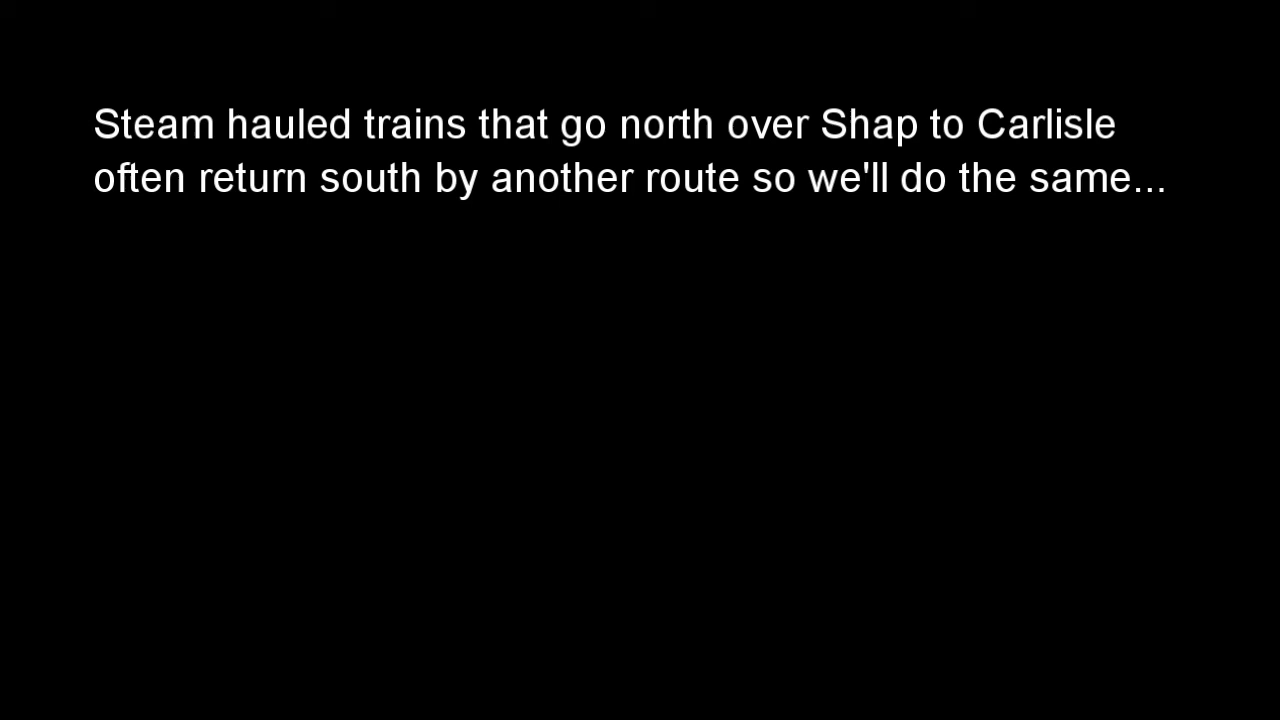 Steam hauled trains that go north over Shap to Carlisle
often return south by another route so we'll do the same...